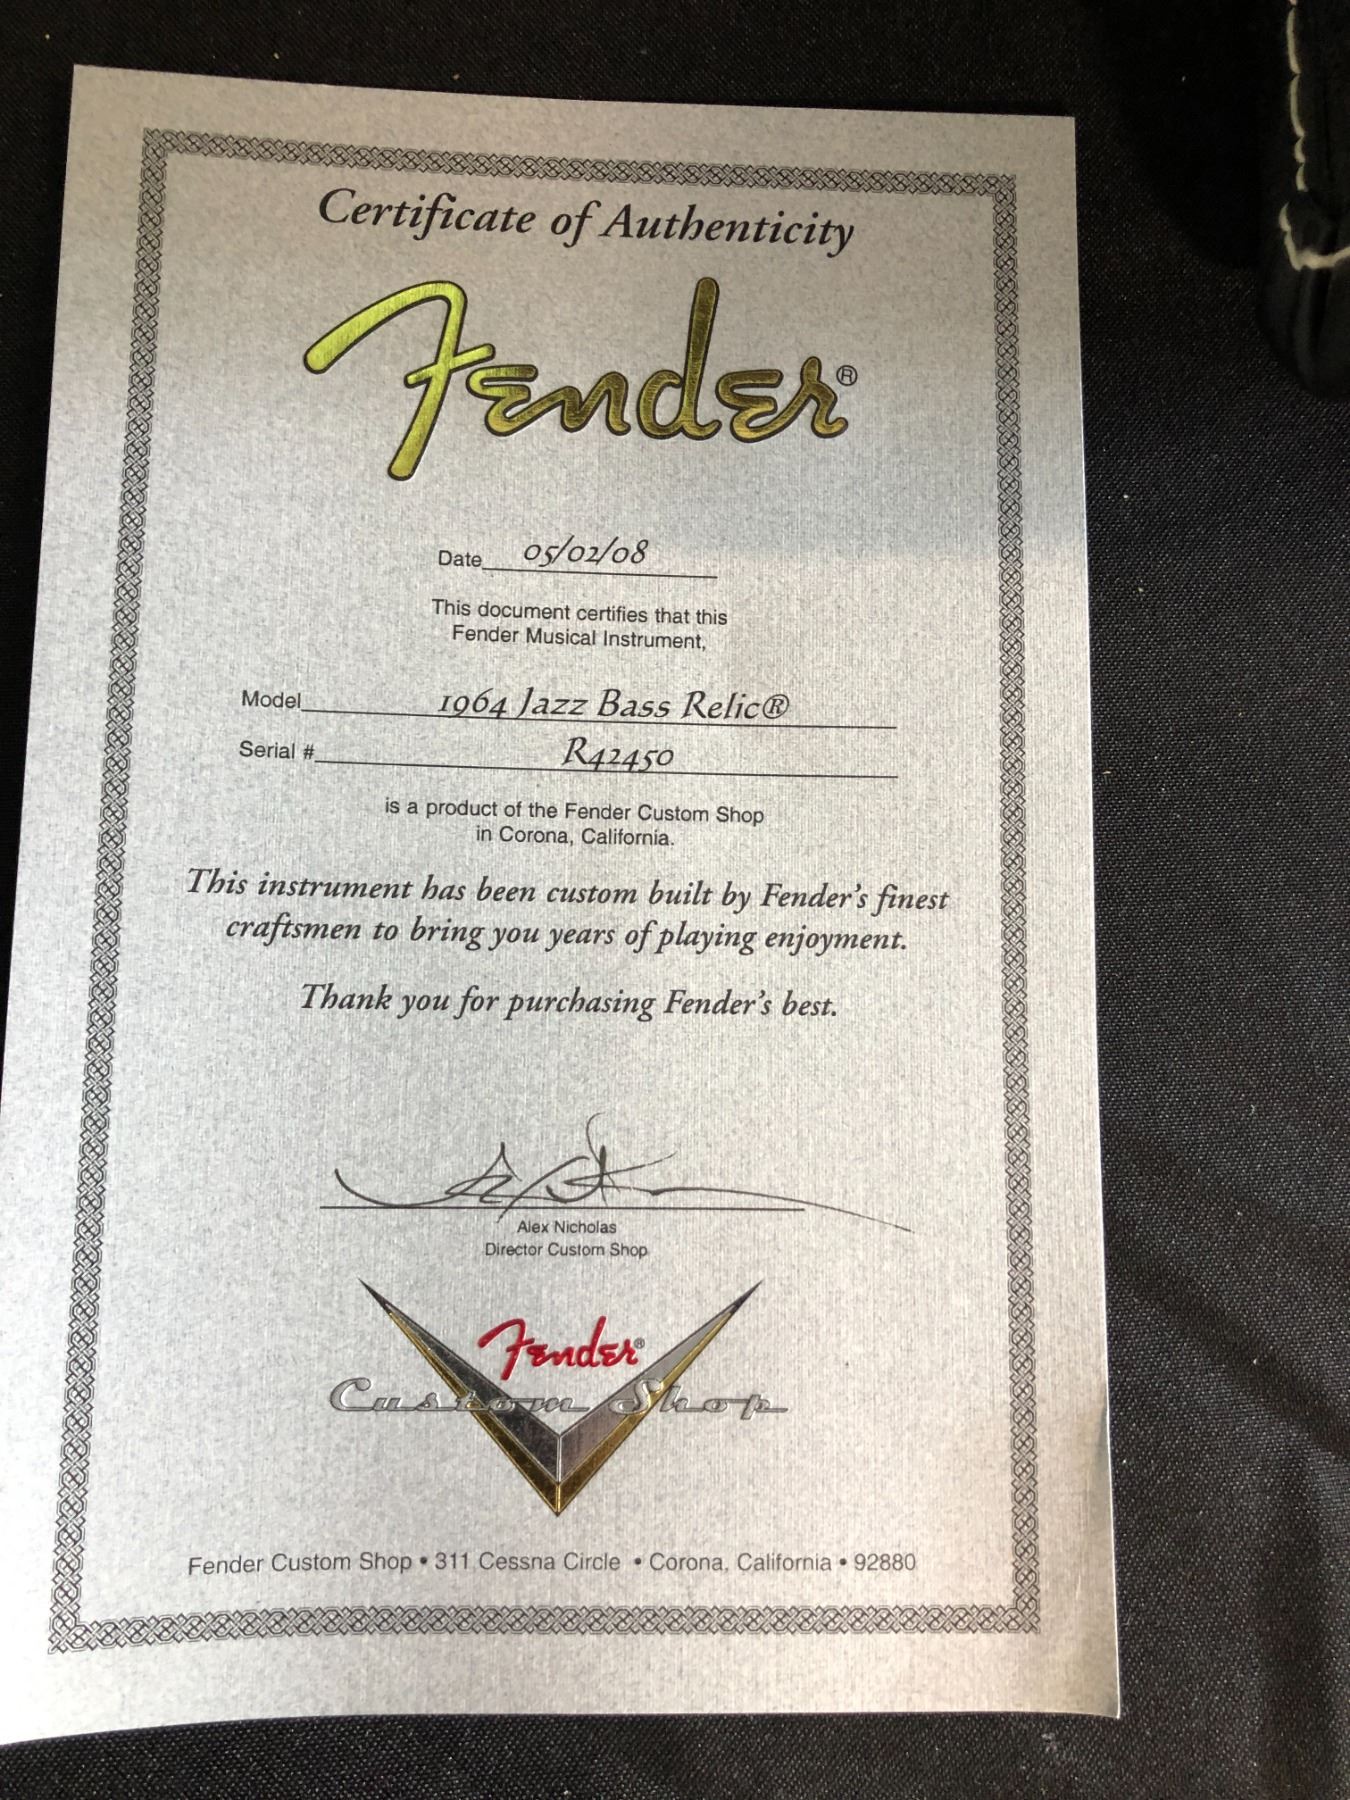 Certificate of Authenticity
Fender®
Date 05/02/08
This document certifies that this
Fender Musical Instrument,
Model 1964 Jazz Bass Relic®
Serial # R42450
is a product of the Fender Custom Shop
in Corona, California.
This instrument has been custom built by Fender's finest
craftsmen to bring you years of playing enjoyment.
Thank you for purchasing Fender's best.
Alex Nicholas
Director Custom Shop
Fender®
Custom Shop
Fender Custom Shop • 311 Cessna Circle • Corona, California • 92880